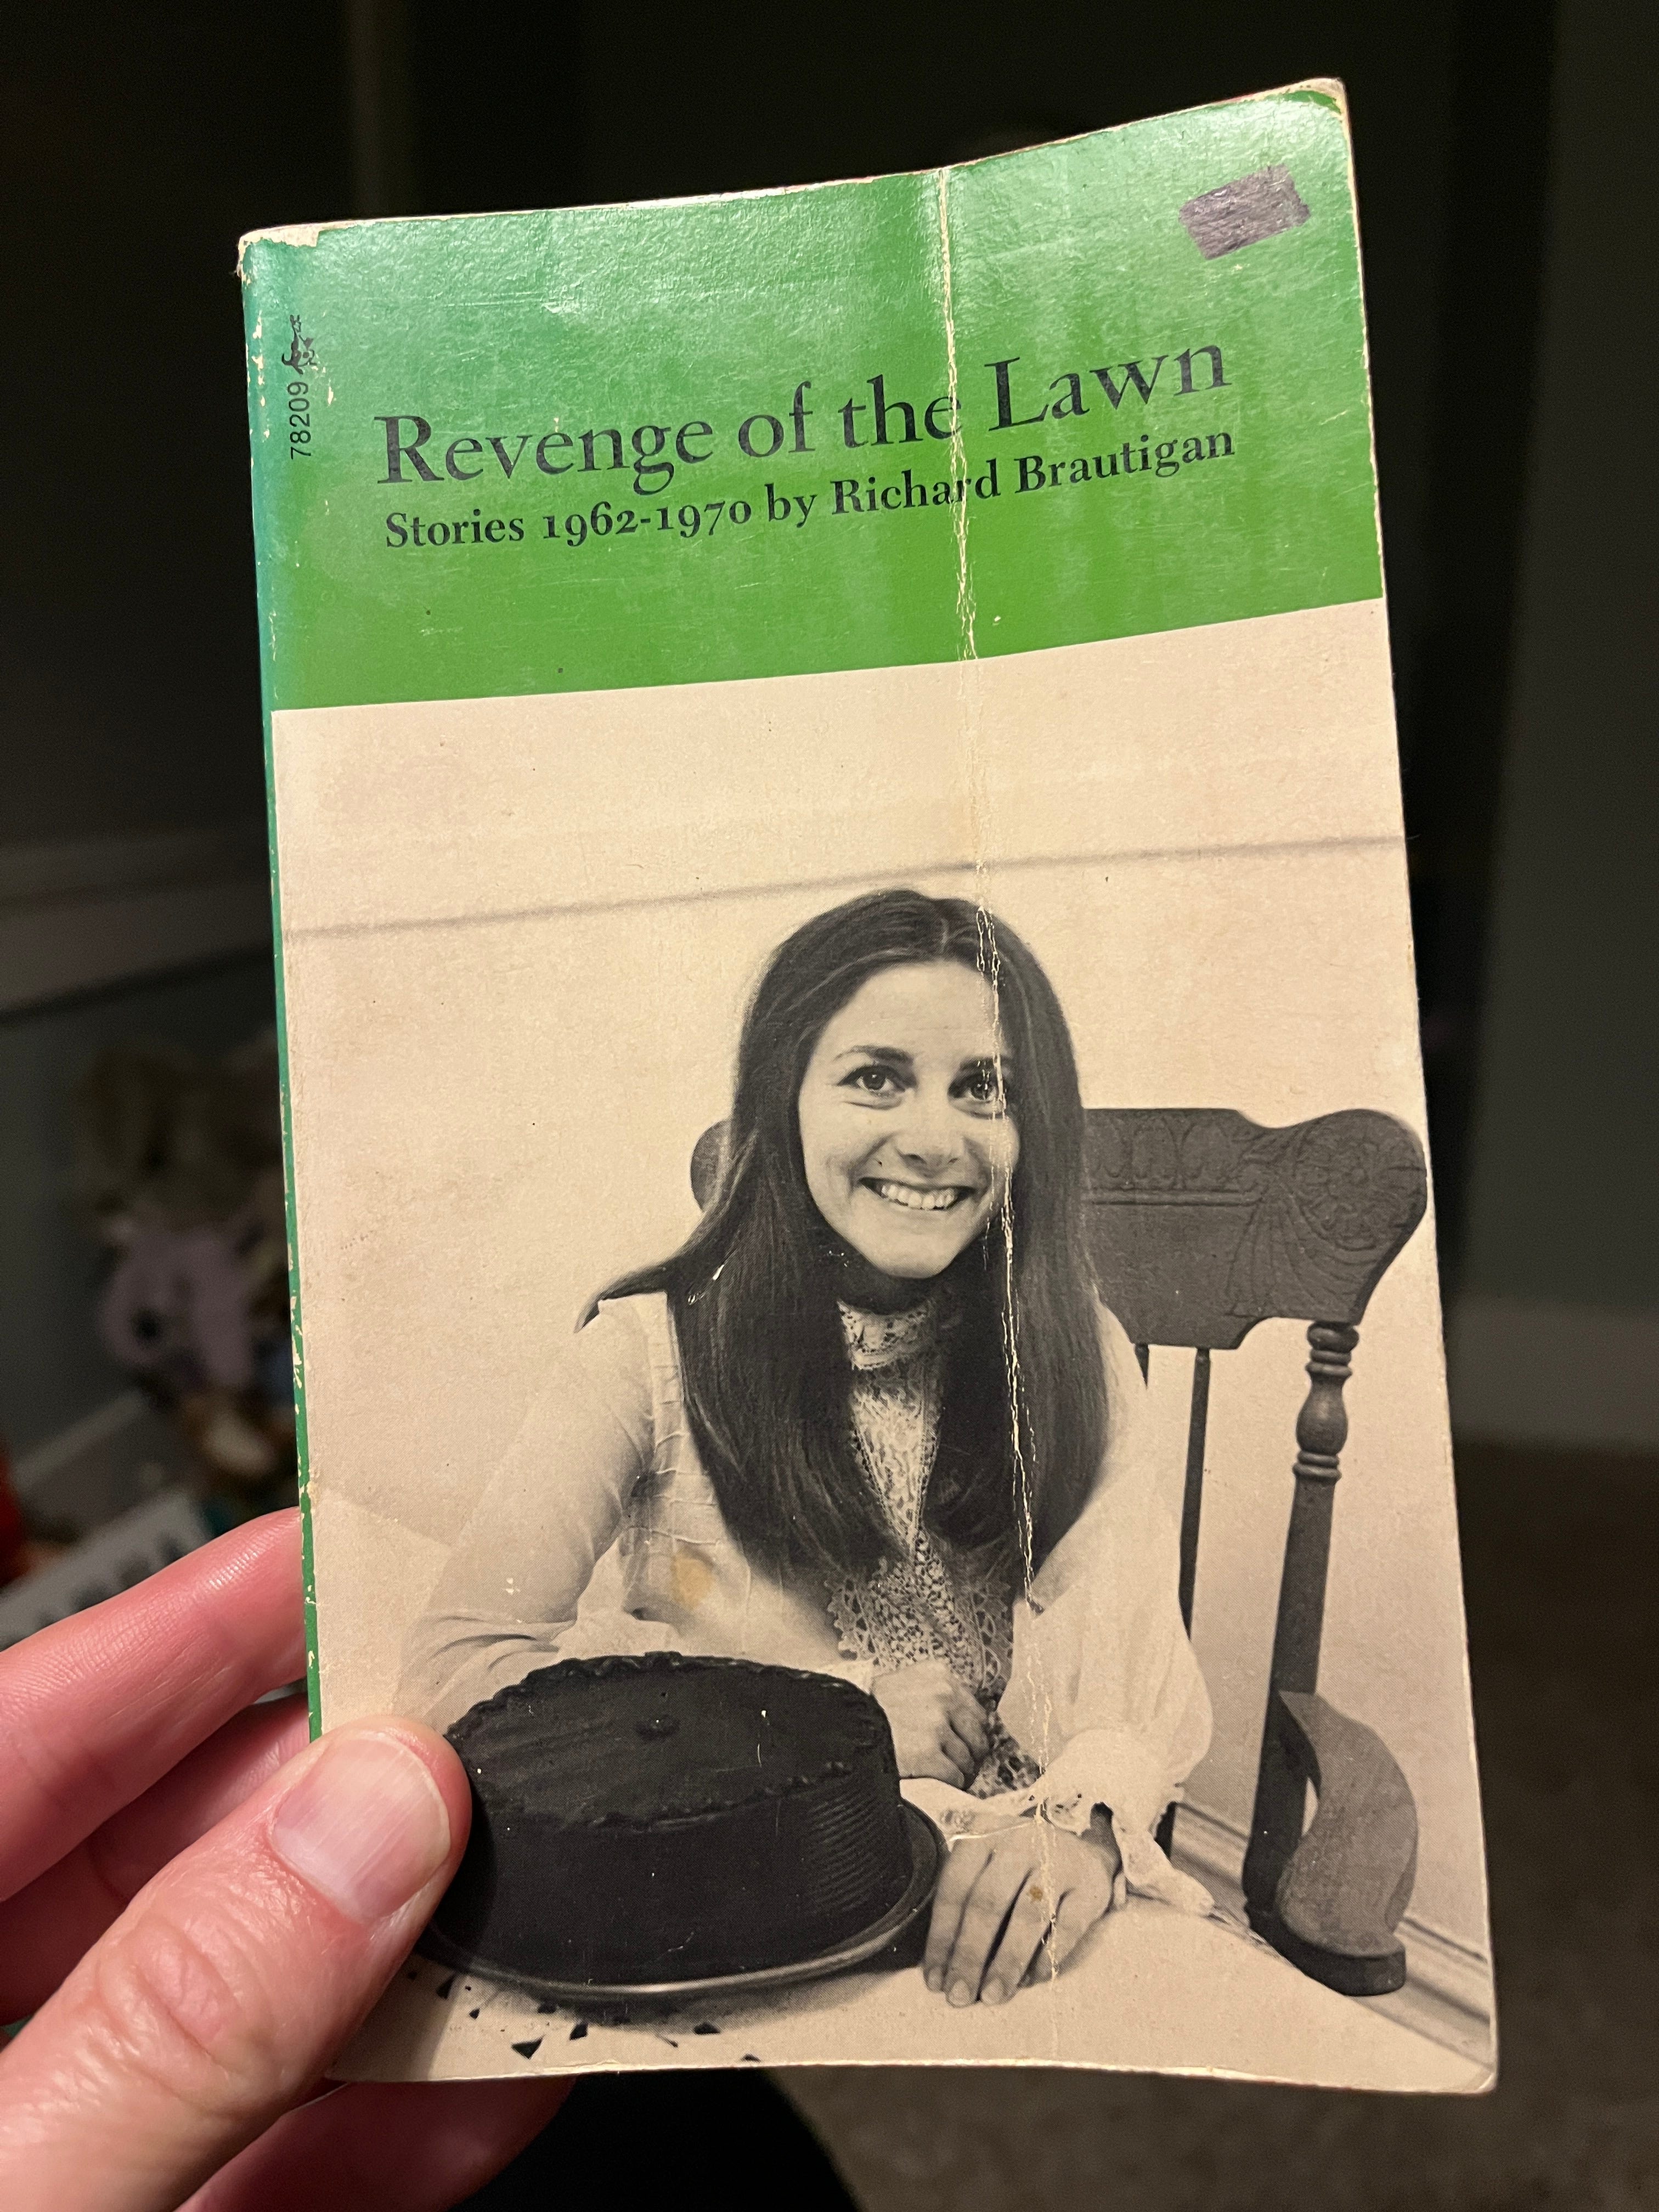 78209
Revenge of the Lawn
Stories 1962-1970 by Richard Brautigan